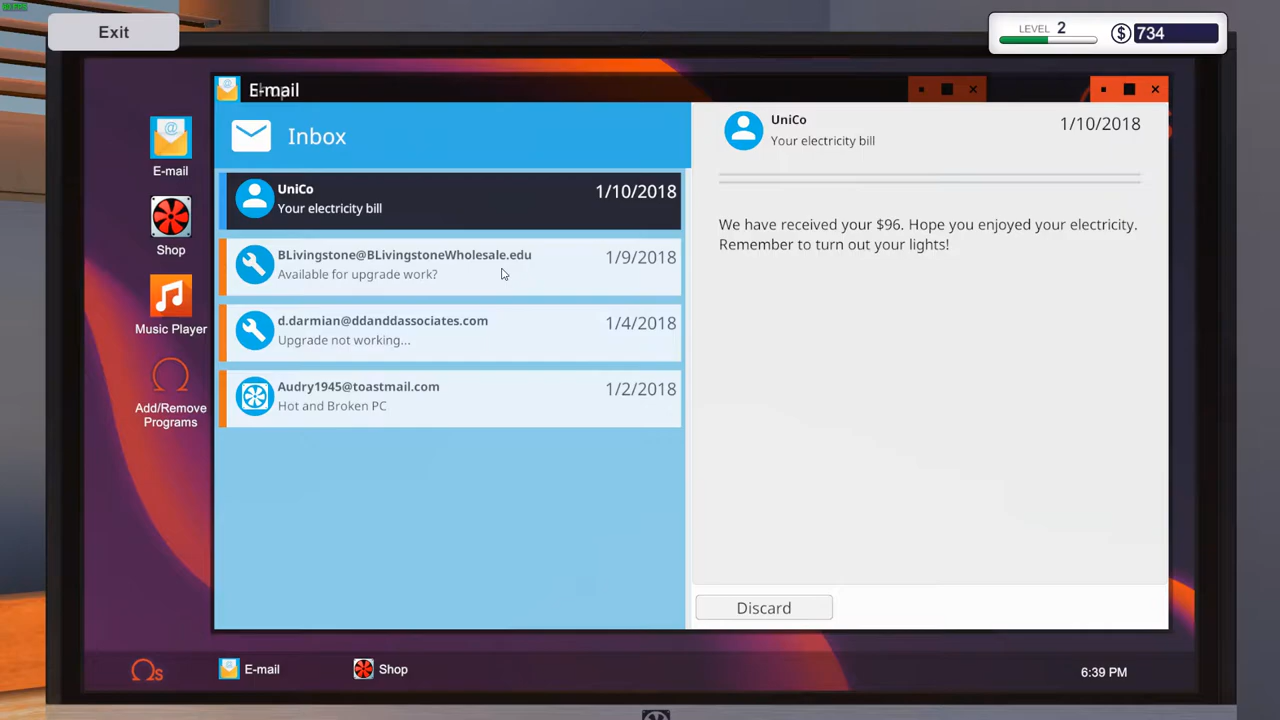 Exit
LEVEL 2
$ 734
E-mail
Inbox
UniCo
Your electricity bill
1/10/2018
BLivingstone@BLivingstoneWholesale.edu
Available for upgrade work?
1/9/2018
d.darmian@ddanddassociates.com
Upgrade not working...
1/4/2018
Audry1945@toastmail.com
Hot and Broken PC
1/2/2018
UniCo
Your electricity bill
1/10/2018
We have received your $96. Hope you enjoyed your electricity.
Remember to turn out your lights!
Discard
E-mail
Shop
Music Player
Add/Remove
Programs
Ωs
E-mail
Shop
6:39 PM